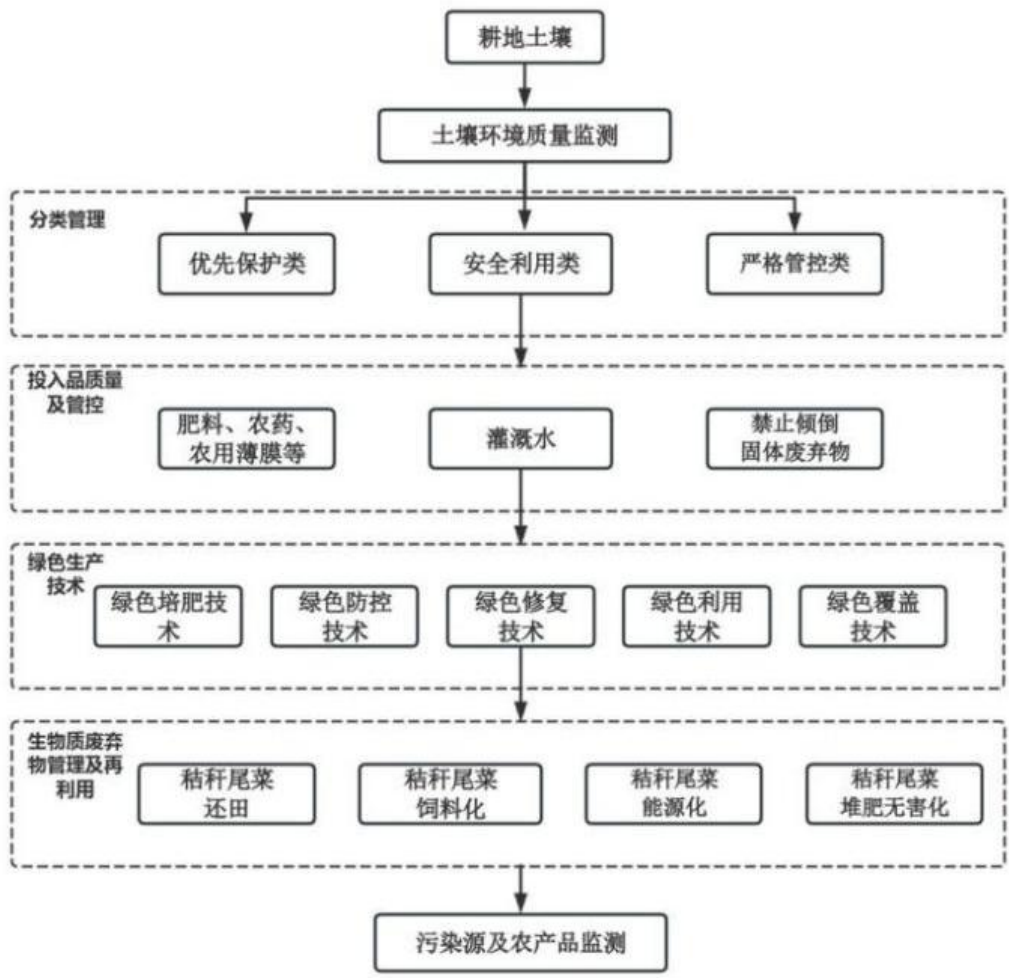 耕地土壤
土壤环境质量监测
分类管理
优先保护类
安全利用类
严格管控类
投入品质量
及管控
肥料、农药、
农用薄膜等
灌溉水
禁止倾倒
固体废弃物
绿色生产
技术
绿色培肥技
术
绿色防控
技术
绿色修复
技术
绿色利用
技术
绿色覆盖
技术
生物质废弃
物管理及再
利用
秸秆尾菜
还田
秸秆尾菜
饲料化
秸秆尾菜
能源化
秸秆尾菜
堆肥无害化
污染源及农产品监测